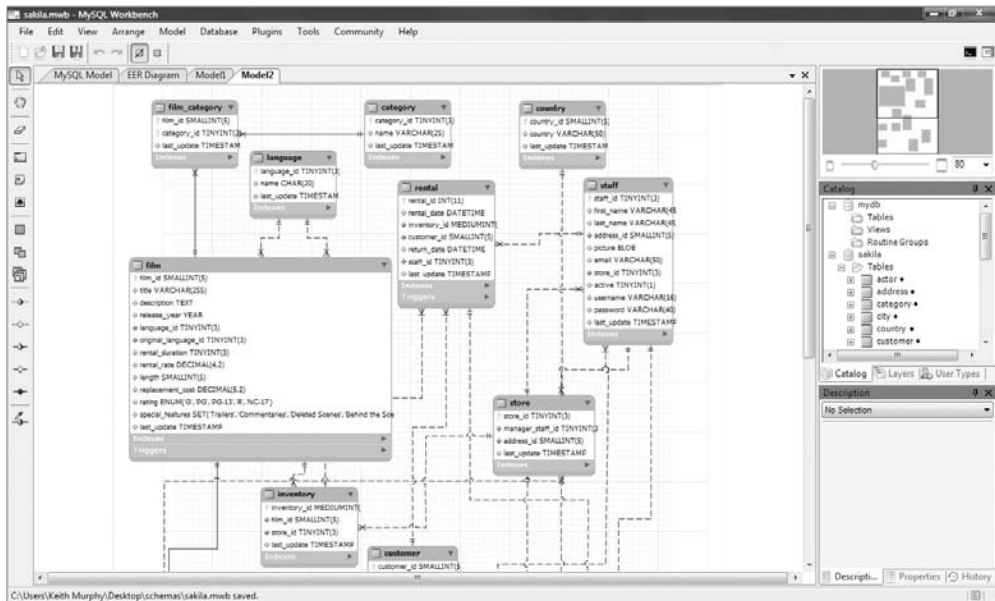 sakila.mwb - MySQL Workbench
File Edit View Arrange Model Database Plugins Tools Community Help
MySQL Model EER Diagram Model1 Model2
film_category
film_id SMALLINT(5)
category_id TINYINT(3
last_update TIMESTAM
Indexes
category
category_id TINYINT(3
name VARCHAR(25)
last_update TIMESTAM
Indexes
country
country_id SMALLINT(5
country VARCHAR(50)
last_update TIMESTAM
Indexes
language
language_id TINYINT(3
name CHAR(20)
last_update TIMESTAM
Indexes
rental
rental_id INT(11)
rental_date DATETIME
inventory_id MEDIUMINT(
customer_id SMALLINT(5)
return_date DATETIME
staff_id TINYINT(3)
last_update TIMESTAMP
Indexes
Triggers
staff
staff_id TINYINT(3)
first_name VARCHAR(45
last_name VARCHAR(45
address_id SMALLINT(5)
picture BLOB
email VARCHAR(50)
store_id TINYINT(3)
active TINYINT(1)
username VARCHAR(16)
password VARCHAR(40)
last_update TIMESTAMP
Indexes
film
film_id SMALLINT(5)
title VARCHAR(255)
description TEXT
release_year YEAR
language_id TINYINT(3)
original_language_id TINYINT(3)
rental_duration TINYINT(3)
rental_rate DECIMAL(4,2)
length SMALLINT(5)
replacement_cost DECIMAL(5,2)
rating ENUM('G','PG','PG-13','R','NC-17')
special_features SET('Trailers','Commentaries','Deleted Scenes','Behind the Sce
last_update TIMESTAMP
Indexes
Triggers
store
store_id TINYINT(3)
manager_staff_id TINYINT(3
address_id SMALLINT(5)
last_update TIMESTAMP
Indexes
inventory
inventory_id MEDIUMINT(
film_id SMALLINT(5)
store_id TINYINT(3)
last_update TIMESTAMP
Indexes
customer
customer_id SMALLINT(5
80
Catalog
mydb
Tables
Views
Routine Groups
sakila
Tables
actor
address
category
city
country
customer
Catalog Layers User Types
Description
No Selection
Descripti... Properties History
C:\Users\Keith Murphy\Desktop\schemas\sakila.mwb saved.